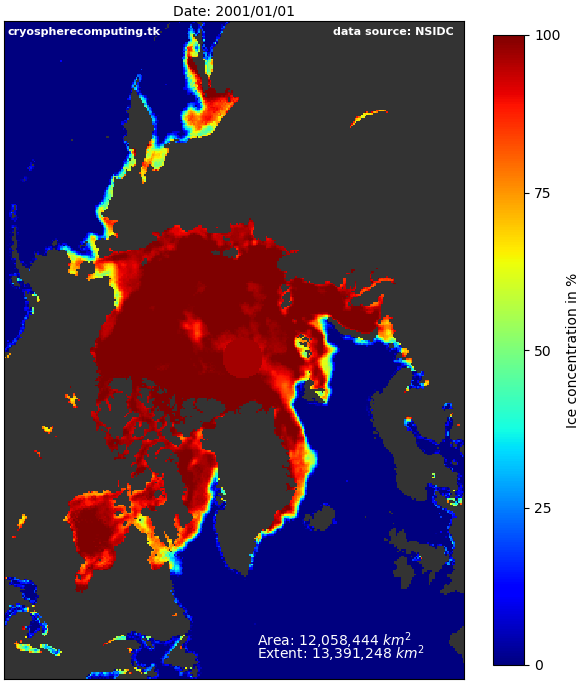 Date: 2001/01/01
cryospherecomputing.tk
data source: NSIDC
100
75
50
25
0
Ice concentration in %
Area: 12,058,444 km²
Extent: 13,391,248 km²